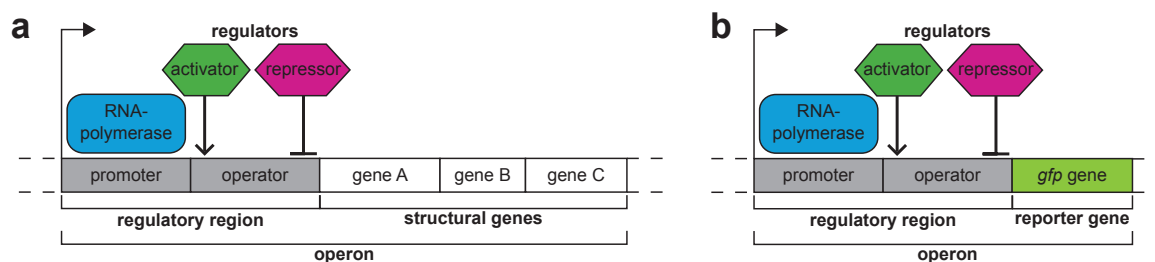 a
regulators
activator
repressor
RNA-
polymerase
promoter
operator
gene A
gene B
gene C
regulatory region
structural genes
operon
b
regulators
activator
repressor
RNA-
polymerase
promoter
operator
gfp gene
regulatory region
reporter gene
operon